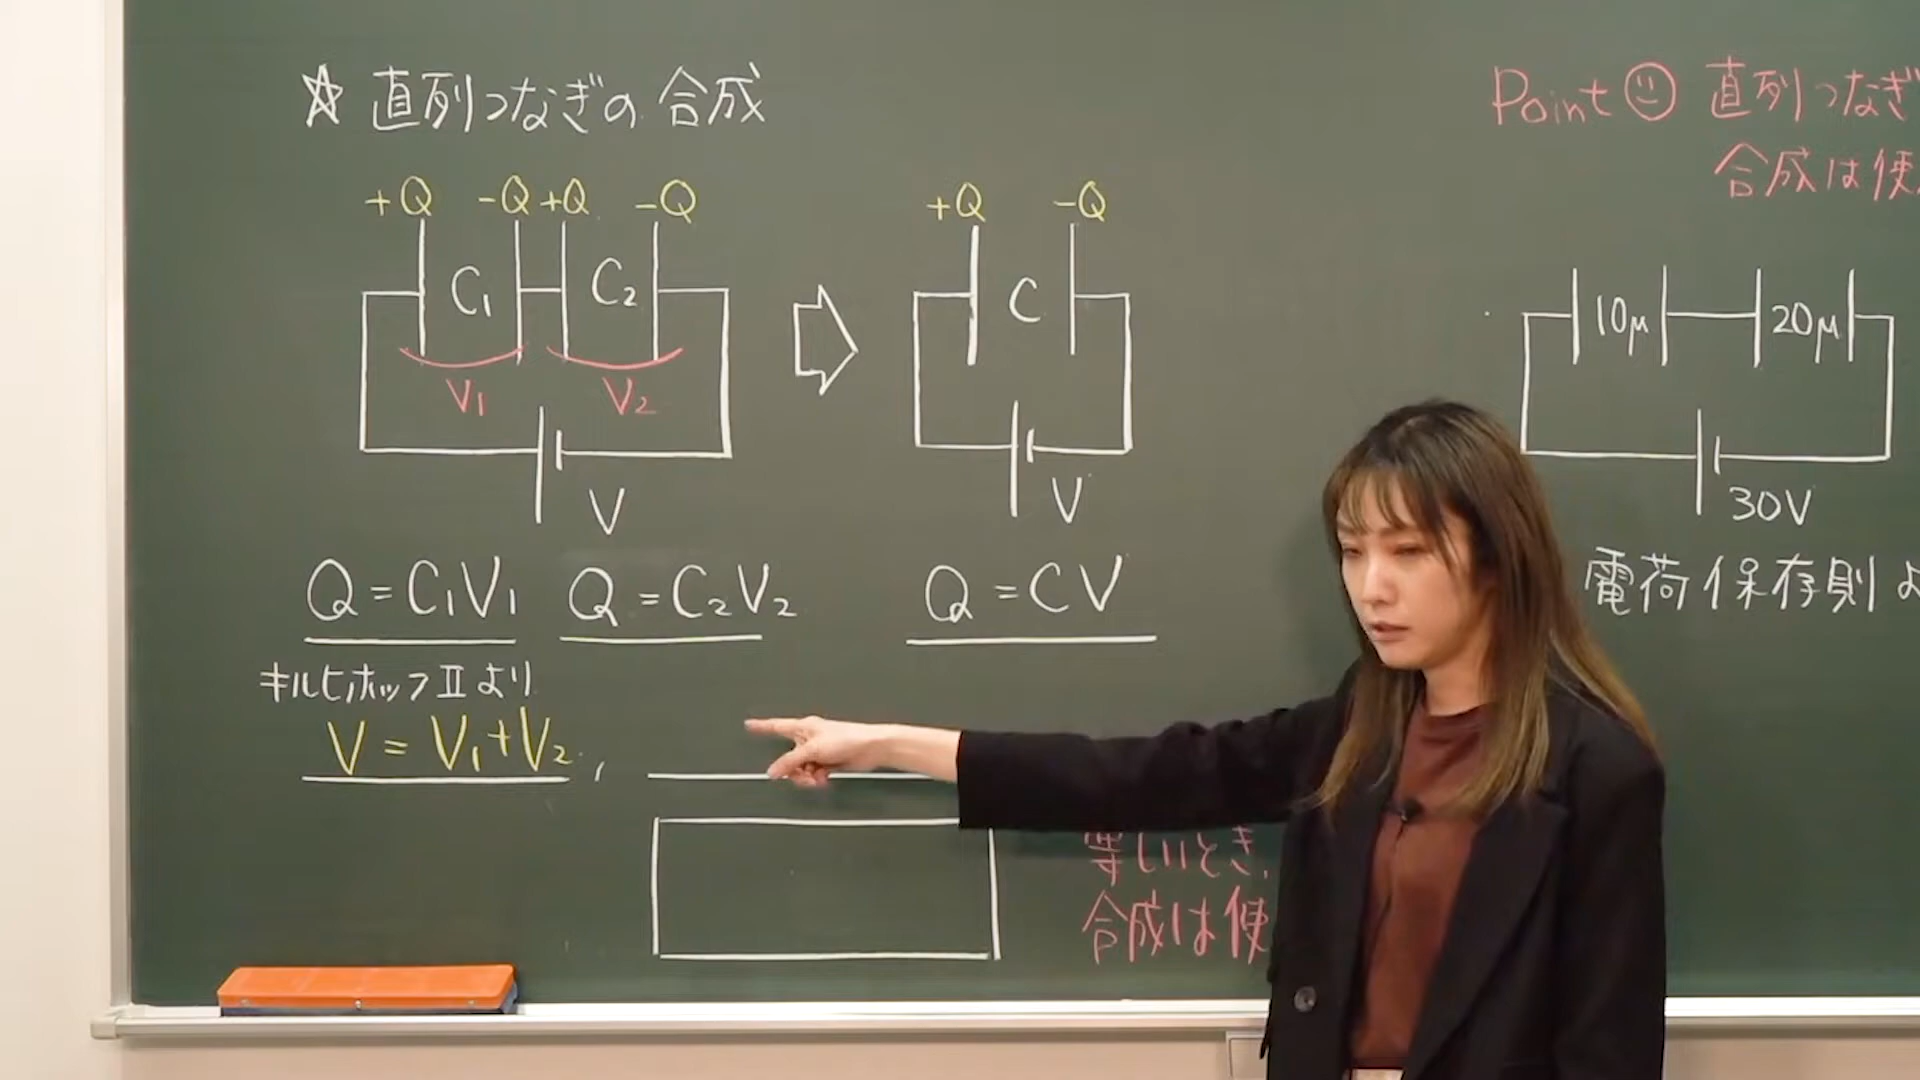 ☆ 直列つなぎの合成
+Q -Q +Q -Q
C₁ C₂
V₁ V₂
V
+Q -Q
C
V
Q=C₁V₁ Q=C₂V₂ Q=CV
キルヒホッフⅡより
V=V₁+V₂,
等しいとき,
合成は使
Point 直列つなぎ
合成は使
10μ 20μ
30V
電荷保存則よ